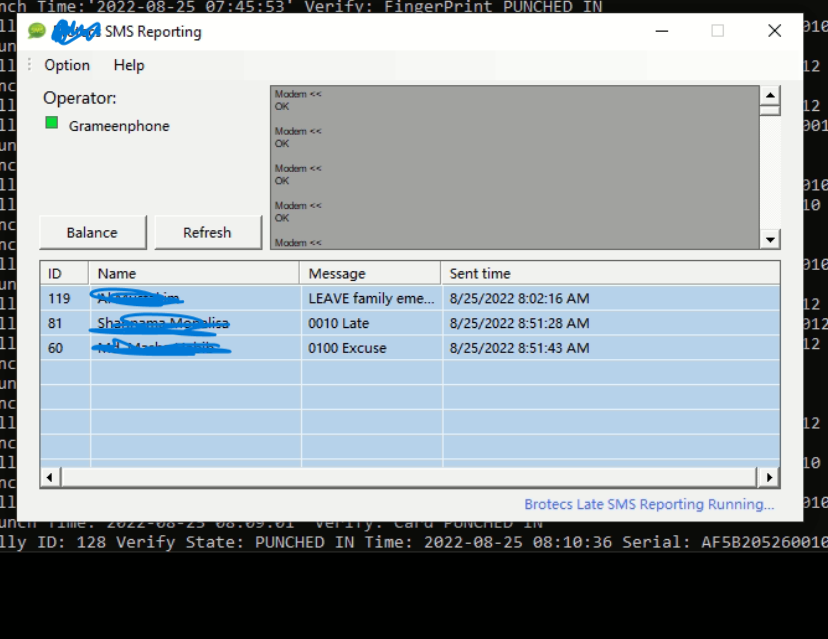 nch Time:'2022-08-25 07:45:53' Verify: FingerPrint PUNCHED IN
SMS Reporting
Option Help
Operator:
Grameenphone
Modem <<
OK
Modem <<
OK
Modem <<
OK
Modem <<
OK
Modem <<
Balance Refresh
ID Name Message Sent time
119 LEAVE family eme... 8/25/2022 8:02:16 AM
81 0010 Late 8/25/2022 8:51:28 AM
60 0100 Excuse 8/25/2022 8:51:43 AM
Brotecs Late SMS Reporting Running...
unch Time:'2022-08-25 08:09:01' Verify: Card PUNCHED IN
lly ID: 128 Verify State: PUNCHED IN Time: 2022-08-25 08:10:36 Serial: AF5B205260010